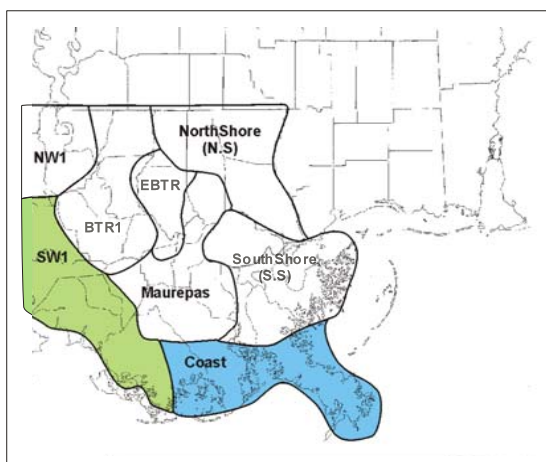 NorthShore
(N.S)
NW1
EBTR
BTR1
SW1
SouthShore
(S.S)
Maurepas
Coast